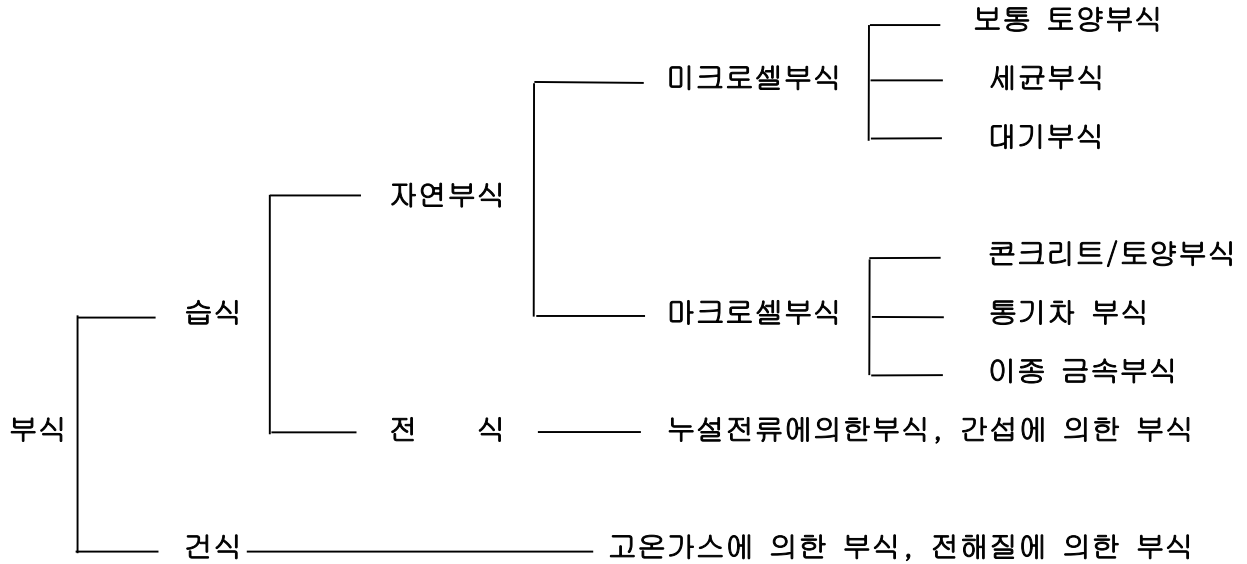 보통 토양부식
미크로셀부식
세균부식
대기부식
자연부식
콘크리트/토양부식
습식
마크로셀부식
통기차 부식
이종 금속부식
부식
전 식
누설전류에의한부식, 간섭에 의한 부식
건식
고온가스에 의한 부식, 전해질에 의한 부식